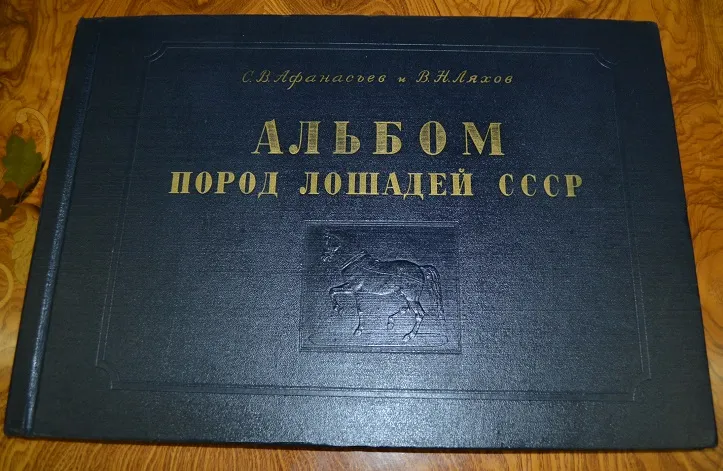 С. В. Афанасьев и В. Н. Ляхов
АЛЬБОМ
ПОРОД ЛОШАДЕЙ СССР